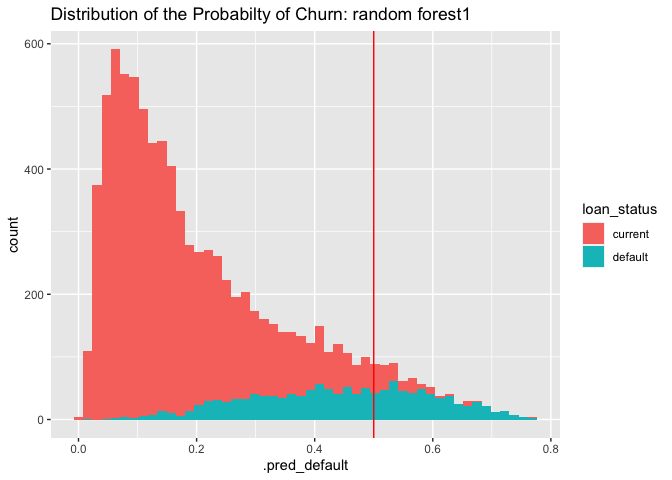 Distribution of the Probabilty of Churn: random forest1
600
400
200
0
count
0.0
0.2
0.4
0.6
0.8
.pred_default
loan_status
current
default